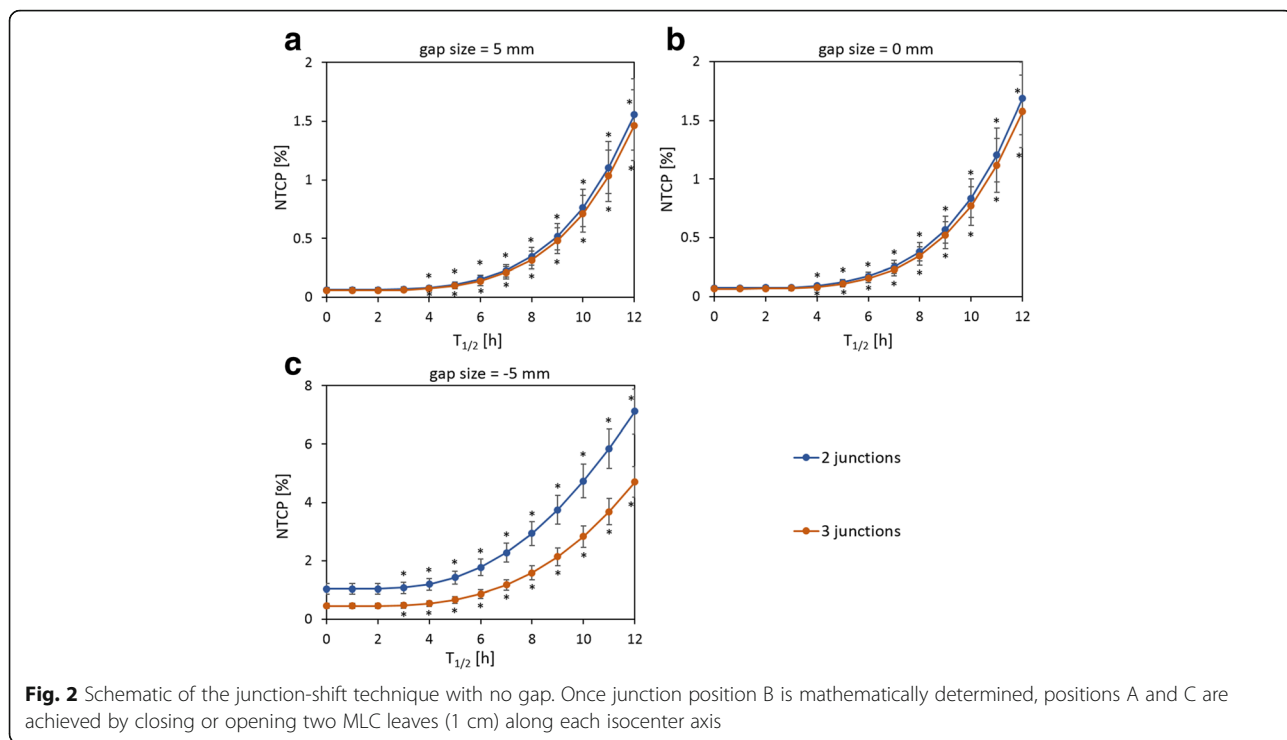 a
gap size = 5 mm
2
1.5
1
0.5
0
NTCP [%]
* * * * * * * * *
* * * * * * * * *
0 2 4 6 8 10 12
T1/2 [h]
b
gap size = 0 mm
2
1.5
1
0.5
0
NTCP [%]
* * * * * * * * *
* * * * * * * * *
0 2 4 6 8 10 12
T1/2 [h]
c
gap size = -5 mm
8
6
4
2
0
NTCP [%]
* * * * * * * * * *
* * * * * * * * * *
0 2 4 6 8 10 12
T1/2 [h]
2 junctions
3 junctions
Fig. 2 Schematic of the junction-shift technique with no gap. Once junction position B is mathematically determined, positions A and C are
achieved by closing or opening two MLC leaves (1 cm) along each isocenter axis